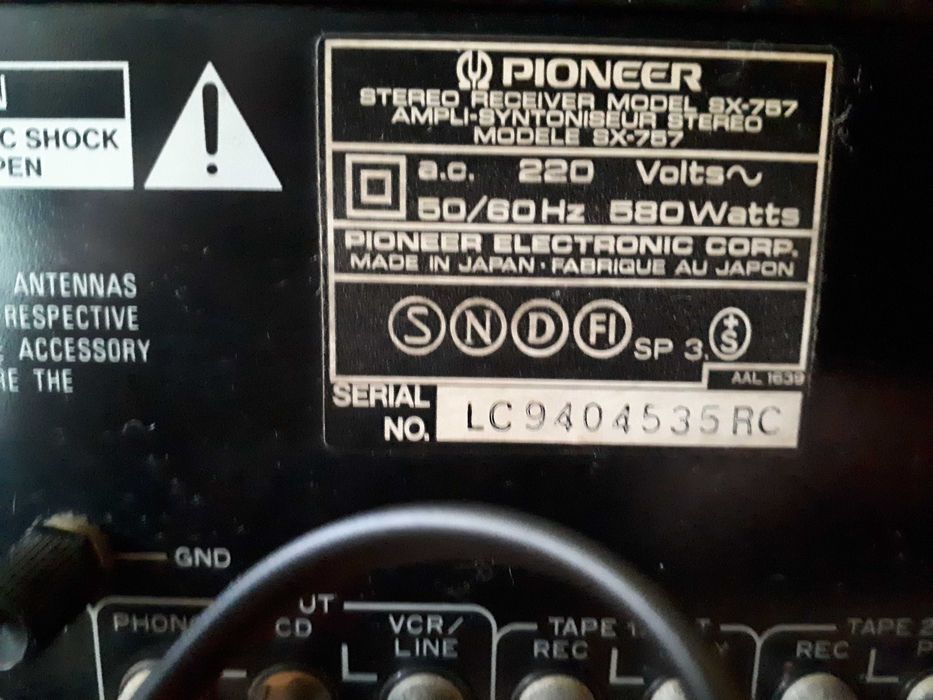 C SHOCK
PEN
ANTENNAS
RESPECTIVE
ACCESSORY
RE THE
PIONEER
STEREO RECEIVER MODEL SX-757
AMPLI-SYNTONISEUR STEREO
MODELE SX-757
a.c. 220 Volts~
50/60Hz 580Watts
PIONEER ELECTRONIC CORP.
MADE IN JAPAN · FABRIQUE AU JAPON
S N D FI SP 3. +S
AAL 1639
SERIAL NO. LC9404535RC
GND
PHONO
UT
CD
VCR/
LINE
TAPE 1
T
REC
Y
TAPE 2
REC
P